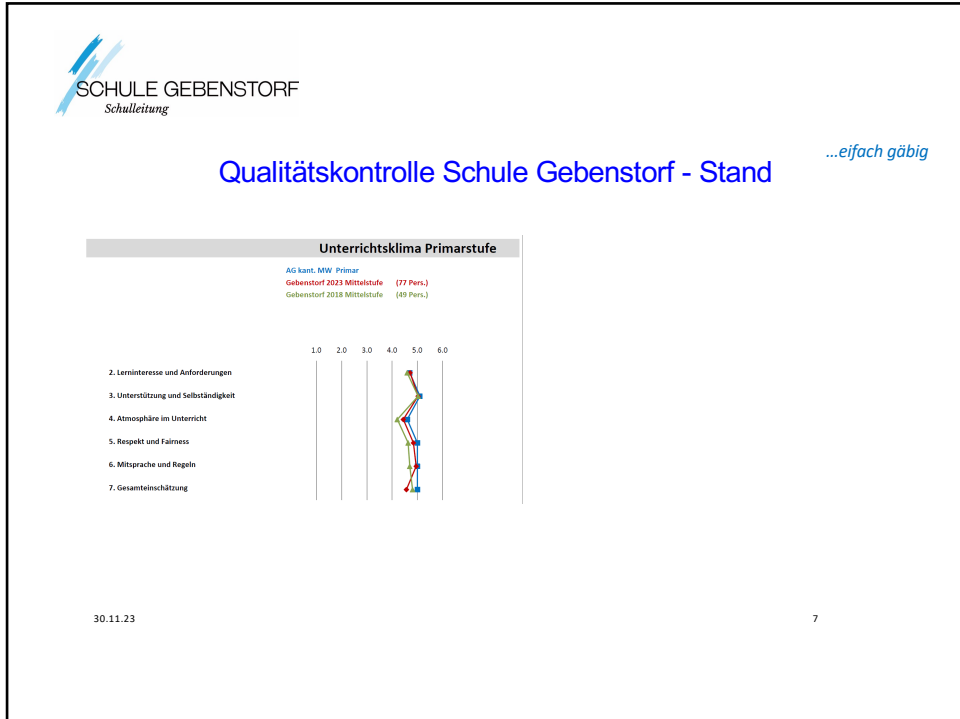 SCHULE GEBENSTORF
Schulleitung
...eifach gäbig
Qualitätskontrolle Schule Gebenstorf - Stand
Unterrichtsklima Primarstufe
AG kant. MW Primar
Gebenstorf 2023 Mittelstufe (77 Pers.)
Gebenstorf 2018 Mittelstufe (49 Pers.)
1.0 2.0 3.0 4.0 5.0 6.0
2. Lerninteresse und Anforderungen
3. Unterstützung und Selbständigkeit
4. Atmosphäre im Unterricht
5. Respekt und Fairness
6. Mitsprache und Regeln
7. Gesamteinschätzung
30.11.23 7